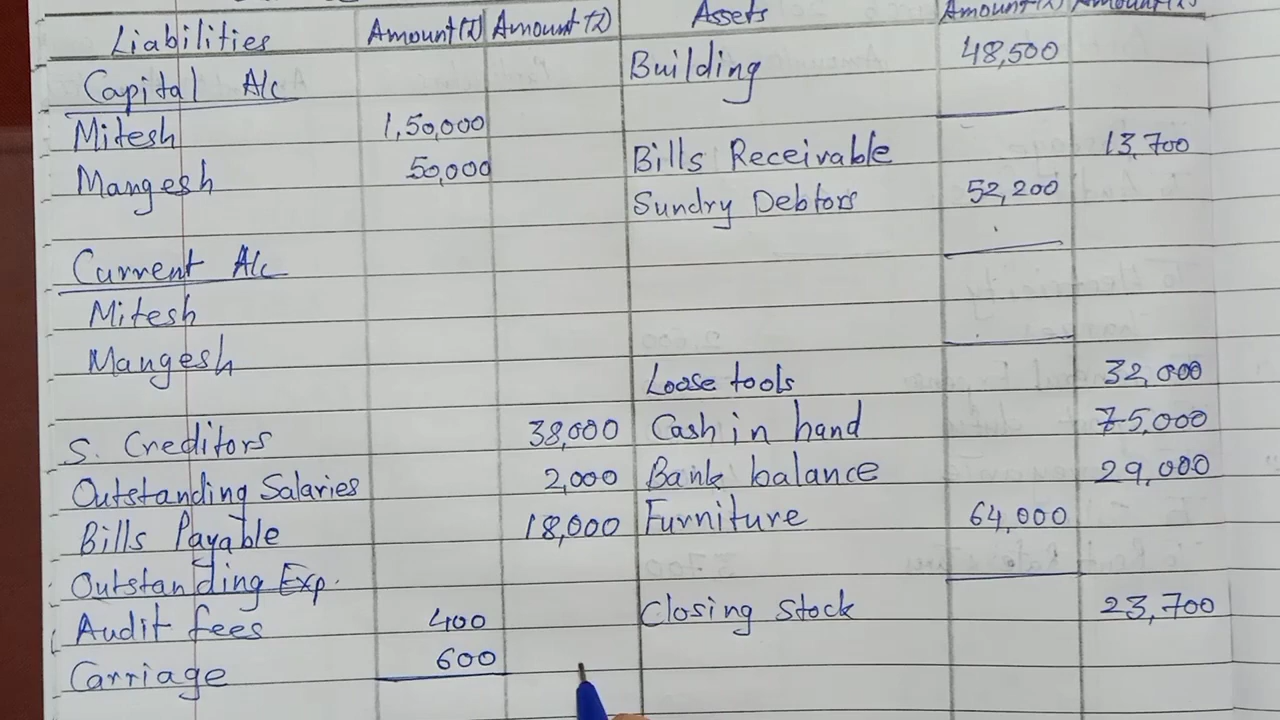 Liabilities Amount(₹) Amount(₹) Assets Amount(₹) Amount(₹)
Building 48,500
Capital A/c
Mitesh 1,50,000
Bills Receivable 13,700
Mangesh 50,000
Sundry Debtors 52,200
Current A/c
Mitesh
Mangesh
Loose tools 32,000
S. Creditors 38,000 Cash in hand 75,000
Outstanding Salaries 2,000 Bank balance 29,000
Bills Payable 18,000 Furniture 64,000
Outstanding Exp.
Audit fees 400 Closing Stock 23,700
Carriage 600